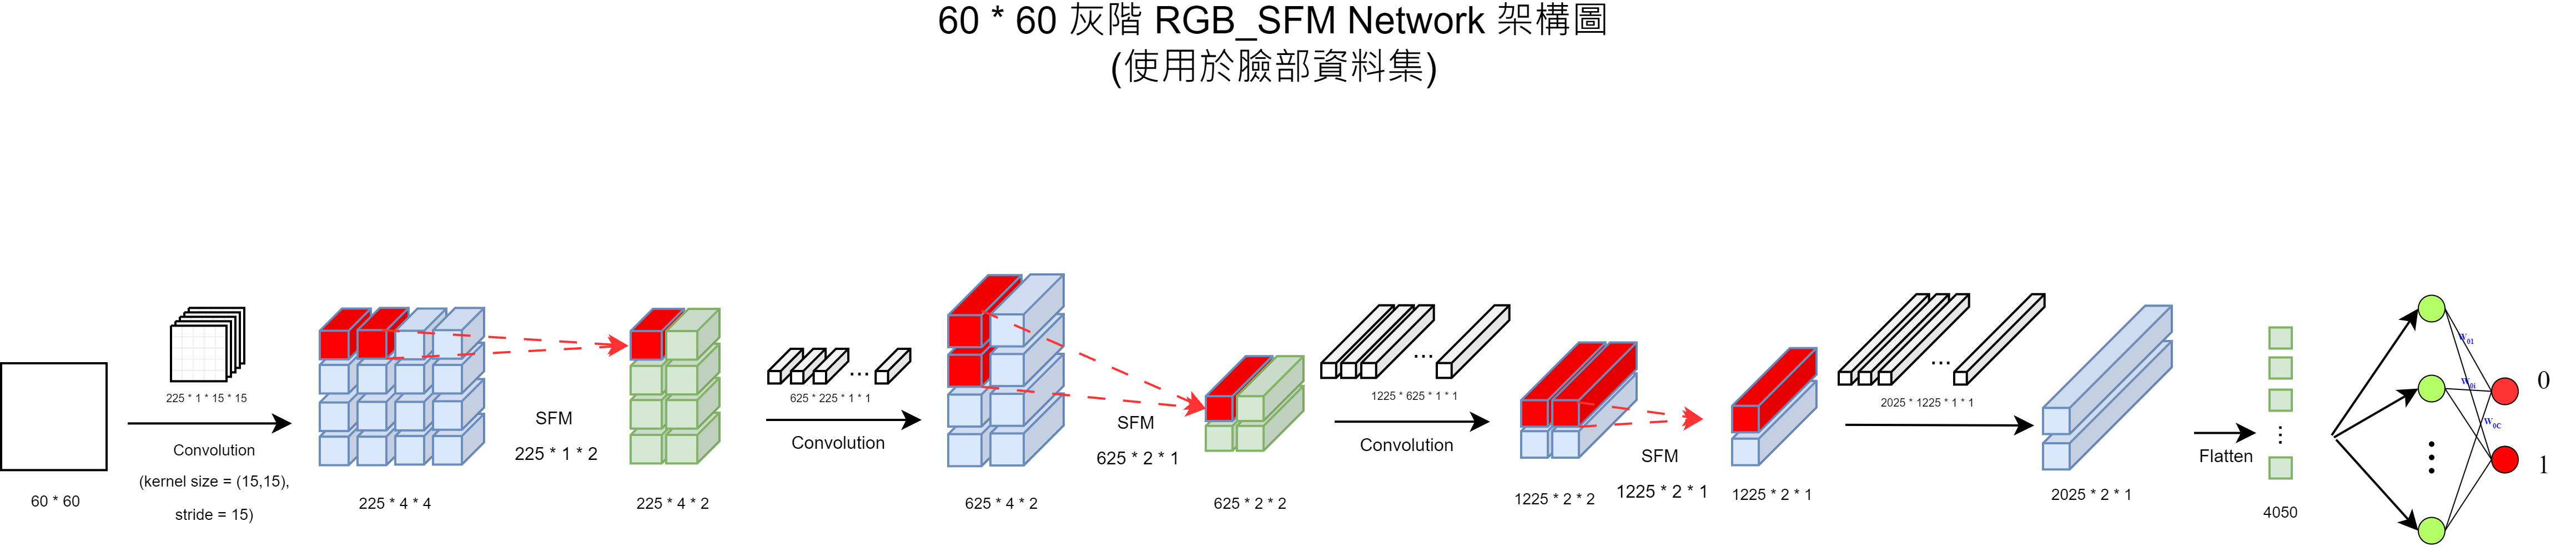 60 * 60 灰階 RGB_SFM Network 架構圖
(使用於臉部資料集)
60 * 60
225 * 1 * 15 * 15
Convolution
(kernel size = (15,15),
stride = 15)
225 * 4 * 4
SFM
225 * 1 * 2
225 * 4 * 2
...
625 * 225 * 1 * 1
Convolution
625 * 4 * 2
SFM
625 * 2 * 1
625 * 2 * 2
...
1225 * 625 * 1 * 1
Convolution
1225 * 2 * 2
SFM
1225 * 2 * 1
1225 * 2 * 1
...
2025 * 1225 * 1 * 1
2025 * 2 * 1
Flatten
4050
W01
W0i
W0C
0
1